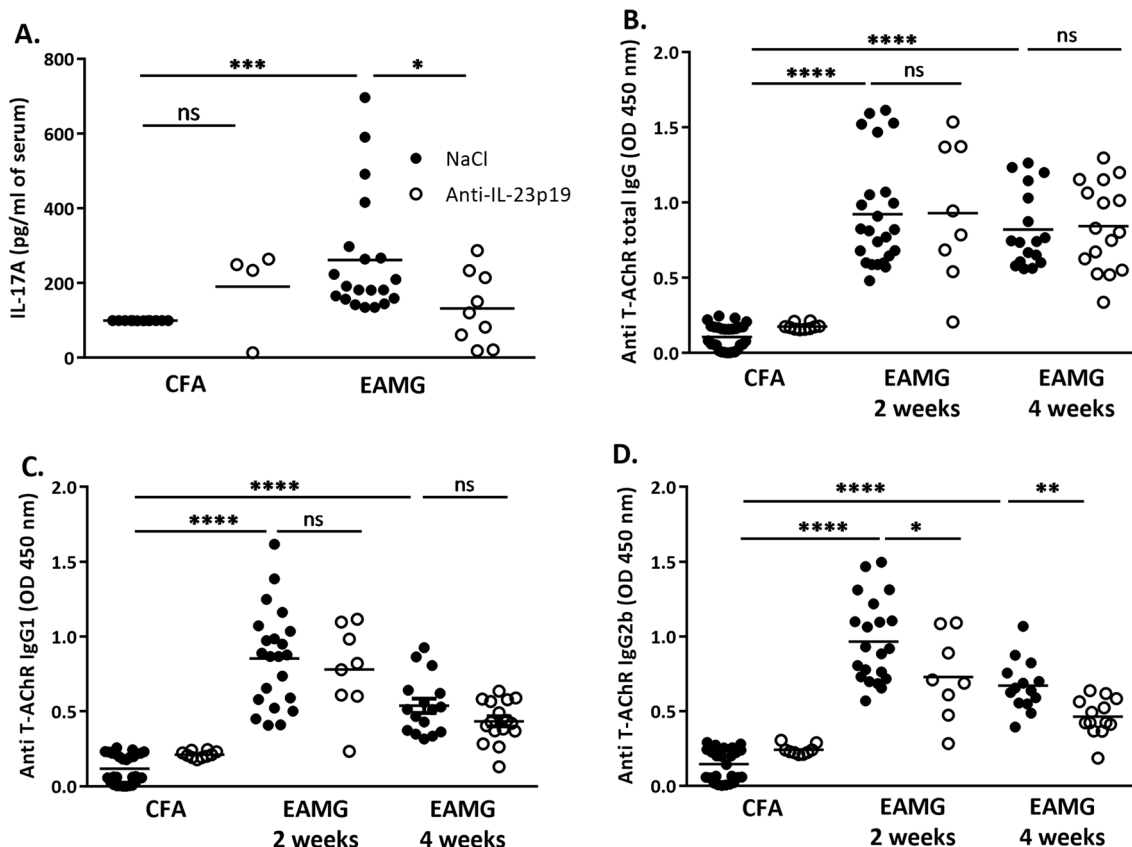 A.
IL-17A (pg/ml of serum)
800
600
400
200
0
***
*
ns
NaCl
Anti-IL-23p19
CFA
EAMG
B.
Anti T-AChR total IgG (OD 450 nm)
2.0
1.5
1.0
0.5
0.0
****
ns
****
ns
CFA
EAMG
2 weeks
EAMG
4 weeks
C.
Anti T-AChR IgG1 (OD 450 nm)
2.0
1.5
1.0
0.5
0.0
****
ns
****
ns
CFA
EAMG
2 weeks
EAMG
4 weeks
D.
Anti T-AChR IgG2b (OD 450 nm)
2.0
1.5
1.0
0.5
0.0
****
**
****
*
CFA
EAMG
2 weeks
EAMG
4 weeks